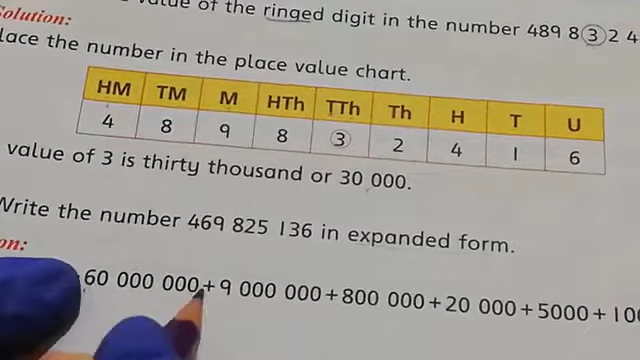 value of the ringed digit in the number 489 8 3 2 4
Solution:
lace the number in the place value chart.
HM TM M HTh TTh Th H T U
4 8 9 8 3 2 4 1 6
value of 3 is thirty thousand or 30 000.
Write the number 469 825 136 in expanded form.
on:
60 000 000+9 000 000+800 000+20 000+5000+100